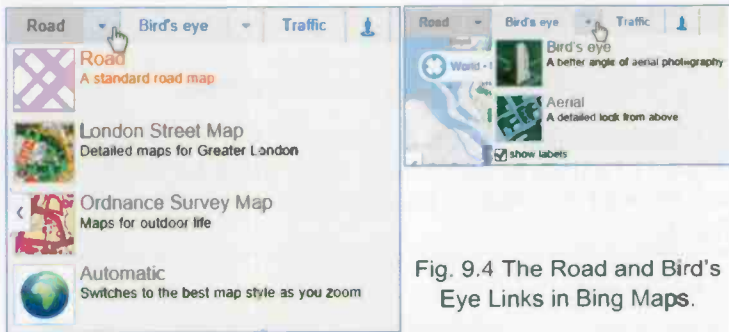 Road Bird's eye Traffic
Road
A standard road map
London Street Map
Detailed maps for Greater London
Ordnance Survey Map
Maps for outdoor life
Automatic
Switches to the best map style as you zoom
Road Bird's eye Traffic
World
Bird's eye
A better angle of aerial photography
Aerial
A detailed look from above
show labels
Fig. 9.4 The Road and Bird's
Eye Links in Bing Maps.